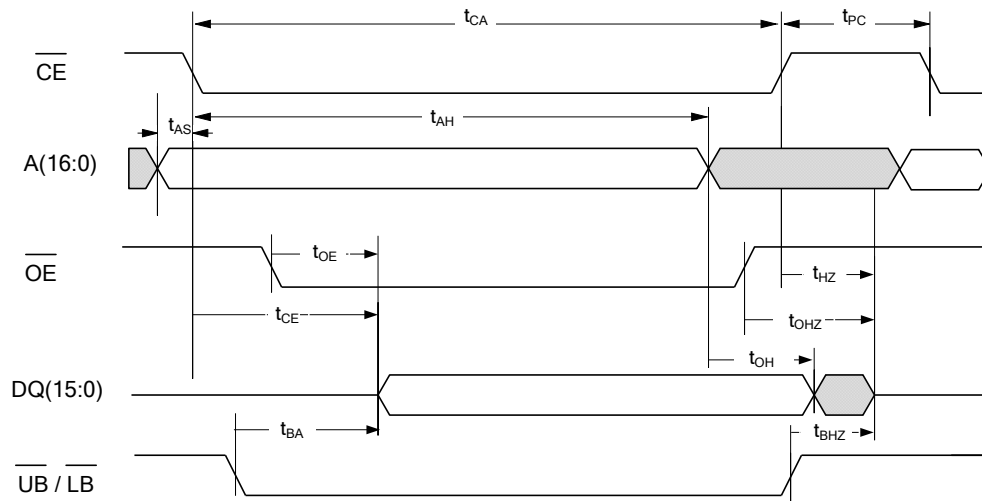 tCA
tPC
CE
tAS
tAH
A(16:0)
OE
tOE
tHZ
tCE
tOHZ
tOH
DQ(15:0)
tBA
tBHZ
UB / LB